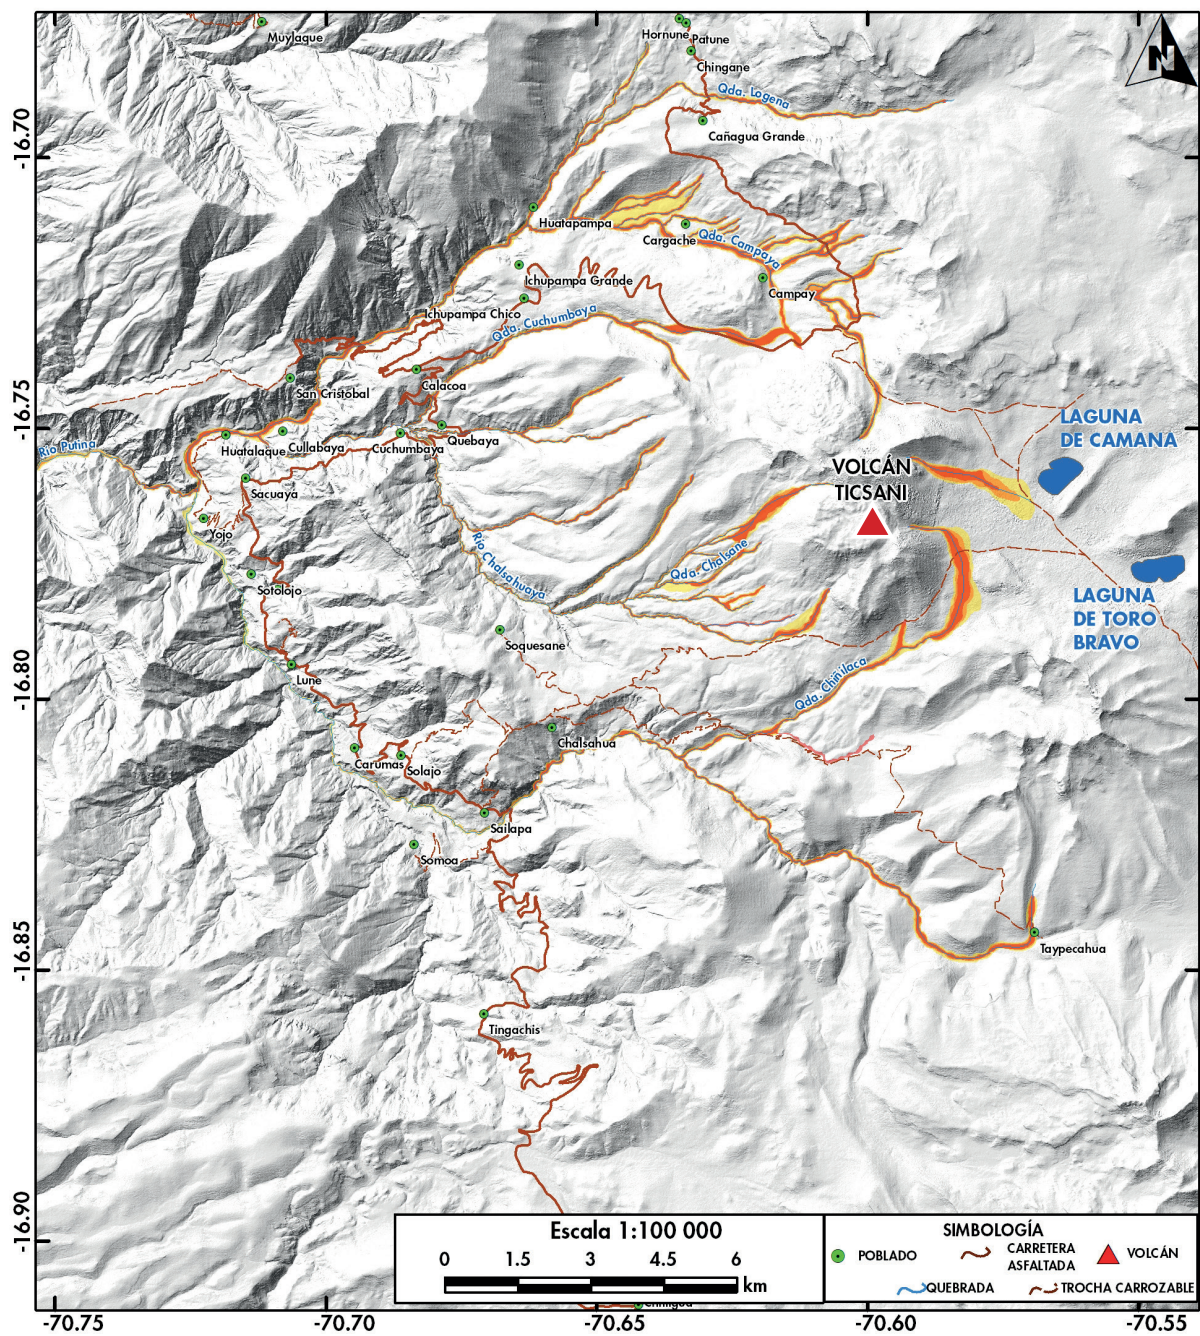 Muylaque
Hornune
Patune
Chingane
N
Qda. Logena
Cañagua Grande
-16.70
Huatapampa
Cargache
Qda. Campaya
Ichupampa Grande
Campay
Ichupampa Chico
Qda. Cuchumbaya
San Cristobal
Calacoa
-16.75
LAGUNA
DE CAMANA
Río Putina
Huatalaque
Cullabaya
Cuchumbaya
Quebaya
VOLCÁN
TICSANI
Sacuaya
Yojo
Río Chalsahuaya
Qda. Chalsane
Sotolojo
LAGUNA
DE TORO
BRAVO
Soquesane
Lune
Qda. Chinilaca
-16.80
Chalsahua
Carumas
Solajo
Sailapa
Somoa
Taypecahua
-16.85
Tingachis
-16.90
Escala 1:100 000
0 1.5 3 4.5 6
km
SIMBOLOGÍA
POBLADO
CARRETERA
ASFALTADA
VOLCÁN
QUEBRADA
TROCHA CARROZABLE
-70.75 -70.70 -70.65 -70.60 -70.55